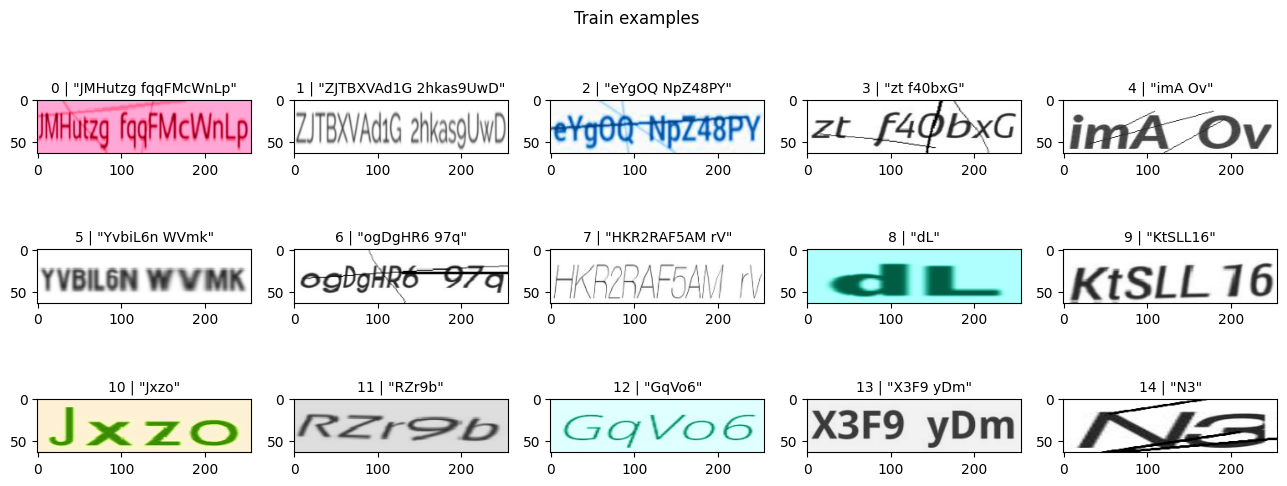 Train examples
0 | "JMHutzg fqqFMcWnLp" 1 | "ZJTBXVAd1G 2hkas9UwD" 2 | "eYgOQ NpZ48PY" 3 | "zt f40bxG" 4 | "imA Ov"
0 0 0 0 0
JMHutzg fqqFMcWnLp ZJTBXVAd1G 2hkas9UwD eYgOQ NpZ48PY zt f40bxG imA Ov
50 50 50 50 50
0 100 200 0 100 200 0 100 200 0 100 200 0 100 200
5 | "YvbiL6n WVmk" 6 | "ogDgHR6 97q" 7 | "HKR2RAF5AM rV" 8 | "dL" 9 | "KtSLL16"
0 0 0 0 0
YVBIL6N WVMK ogDgHR6 97q HKR2RAF5AM rV dL KtSLL 16
50 50 50 50 50
0 100 200 0 100 200 0 100 200 0 100 200 0 100 200
10 | "Jxzo" 11 | "RZr9b" 12 | "GqVo6" 13 | "X3F9 yDm" 14 | "N3"
0 0 0 0 0
Jxzo RZr9b GqVo6 X3F9 yDm N3
50 50 50 50 50
0 100 200 0 100 200 0 100 200 0 100 200 0 100 200